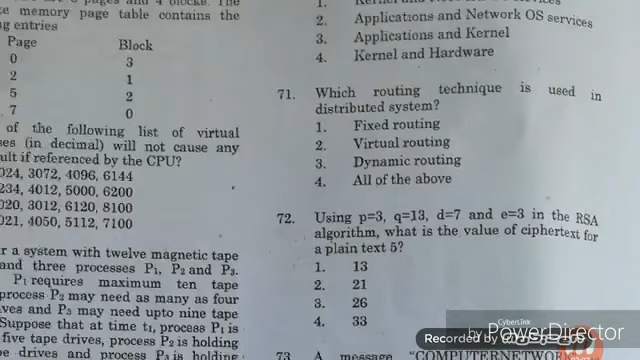 e memory page table contains the
ng entries
Page Block
0 3
2 1
5 2
7 0
of the following list of virtual
ses (in decimal) will not cause any
ult if referenced by the CPU?
024, 3072, 4096, 6144
234, 4012, 5000, 6200
020, 3012, 6120, 8100
021, 4050, 5112, 7100
r a system with twelve magnetic tape
and three processes P1, P2 and P3.
P1 requires maximum ten tape
process P2 may need as many as four
ves and P3 may need upto nine tape
Suppose that at time t1, process P1 is
five tape drives, process P2 is holding
pe drives and process P3 is holding
2. Applications and Network OS services
3. Applications and Kernel
4. Kernel and Hardware
71. Which routing technique is used in
distributed system?
1. Fixed routing
2. Virtual routing
3. Dynamic routing
4. All of the above
72. Using p=3, q=13, d=7 and e=3 in the RSA
algorithm, what is the value of ciphertext for
a plain text 5?
1. 13
2. 21
3. 26
4. 33
73 A message "COMPUTERNETWORK
CyberLink
by PowerDirector
Recorded by